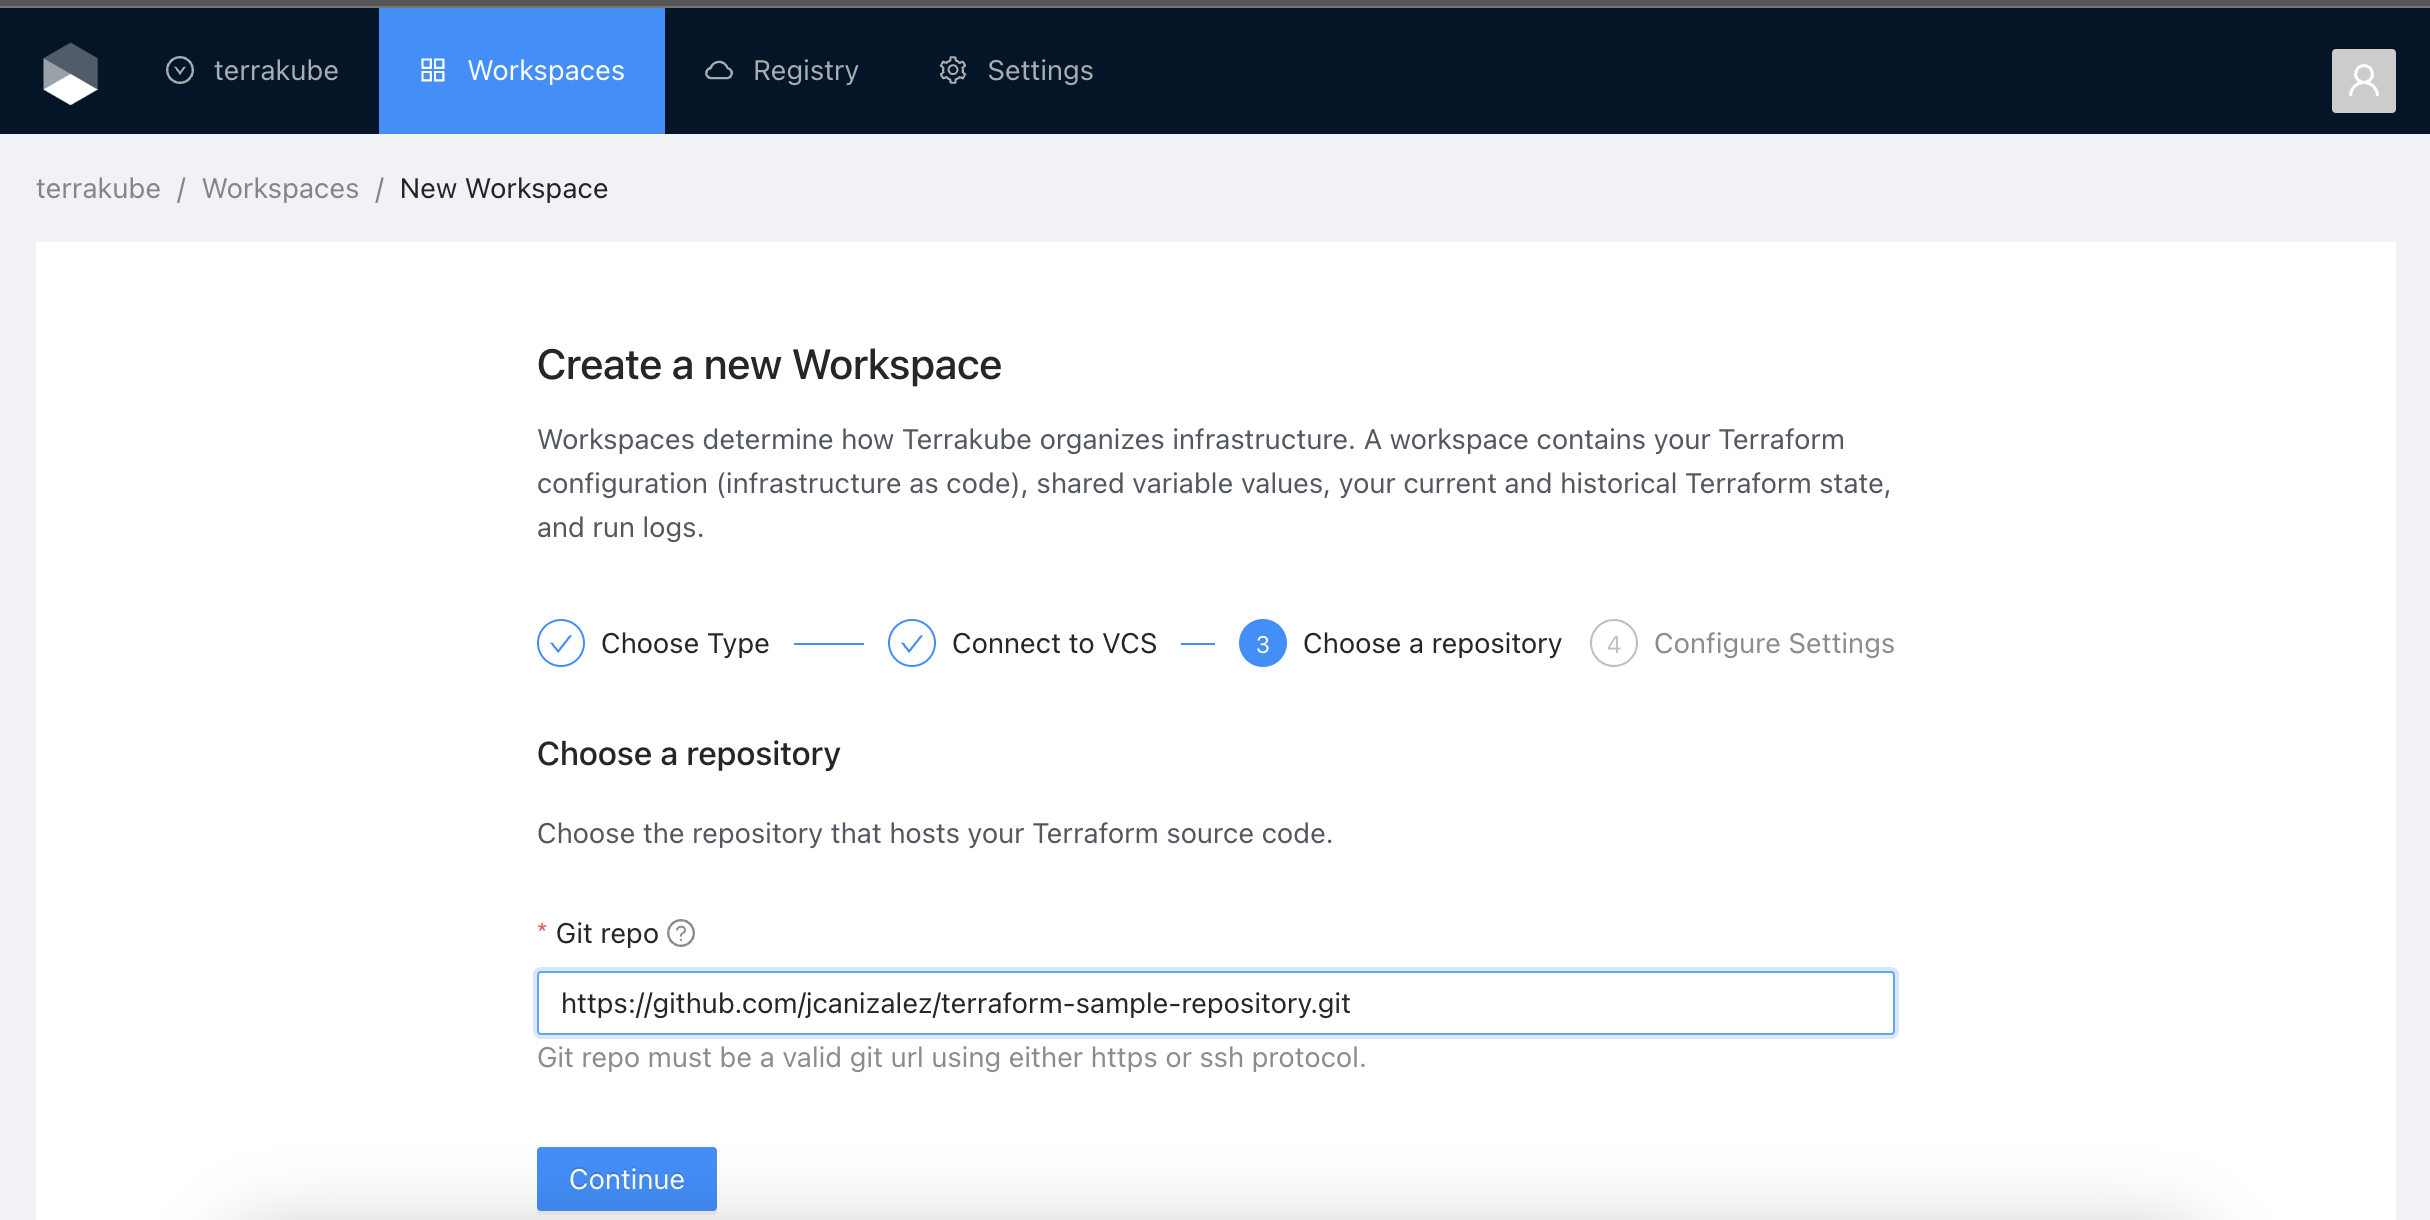 terrakube Workspaces Registry Settings
terrakube / Workspaces / New Workspace
Create a new Workspace
Workspaces determine how Terrakube organizes infrastructure. A workspace contains your Terraform
configuration (infrastructure as code), shared variable values, your current and historical Terraform state,
and run logs.
Choose Type Connect to VCS 3 Choose a repository 4 Configure Settings
Choose a repository
Choose the repository that hosts your Terraform source code.
* Git repo ?
https://github.com/jcanizalez/terraform-sample-repository.git
Git repo must be a valid git url using either https or ssh protocol.
Continue